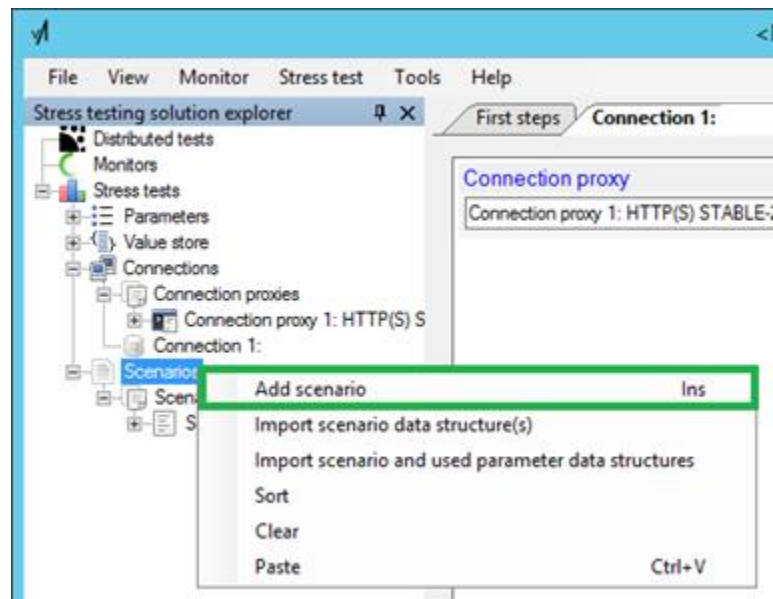 File View Monitor Stress test Tools Help
Stress testing solution explorer
First steps Connection 1:
Distributed tests
Monitors
Stress tests
Parameters
Value store
Connections
Connection proxies
Connection proxy 1: HTTP(S) S
Connection 1:
Scenarios
Scen
S
Connection proxy
Connection proxy 1: HTTP(S) STABLE-
Add scenario Ins
Import scenario data structure(s)
Import scenario and used parameter data structures
Sort
Clear
Paste Ctrl+V